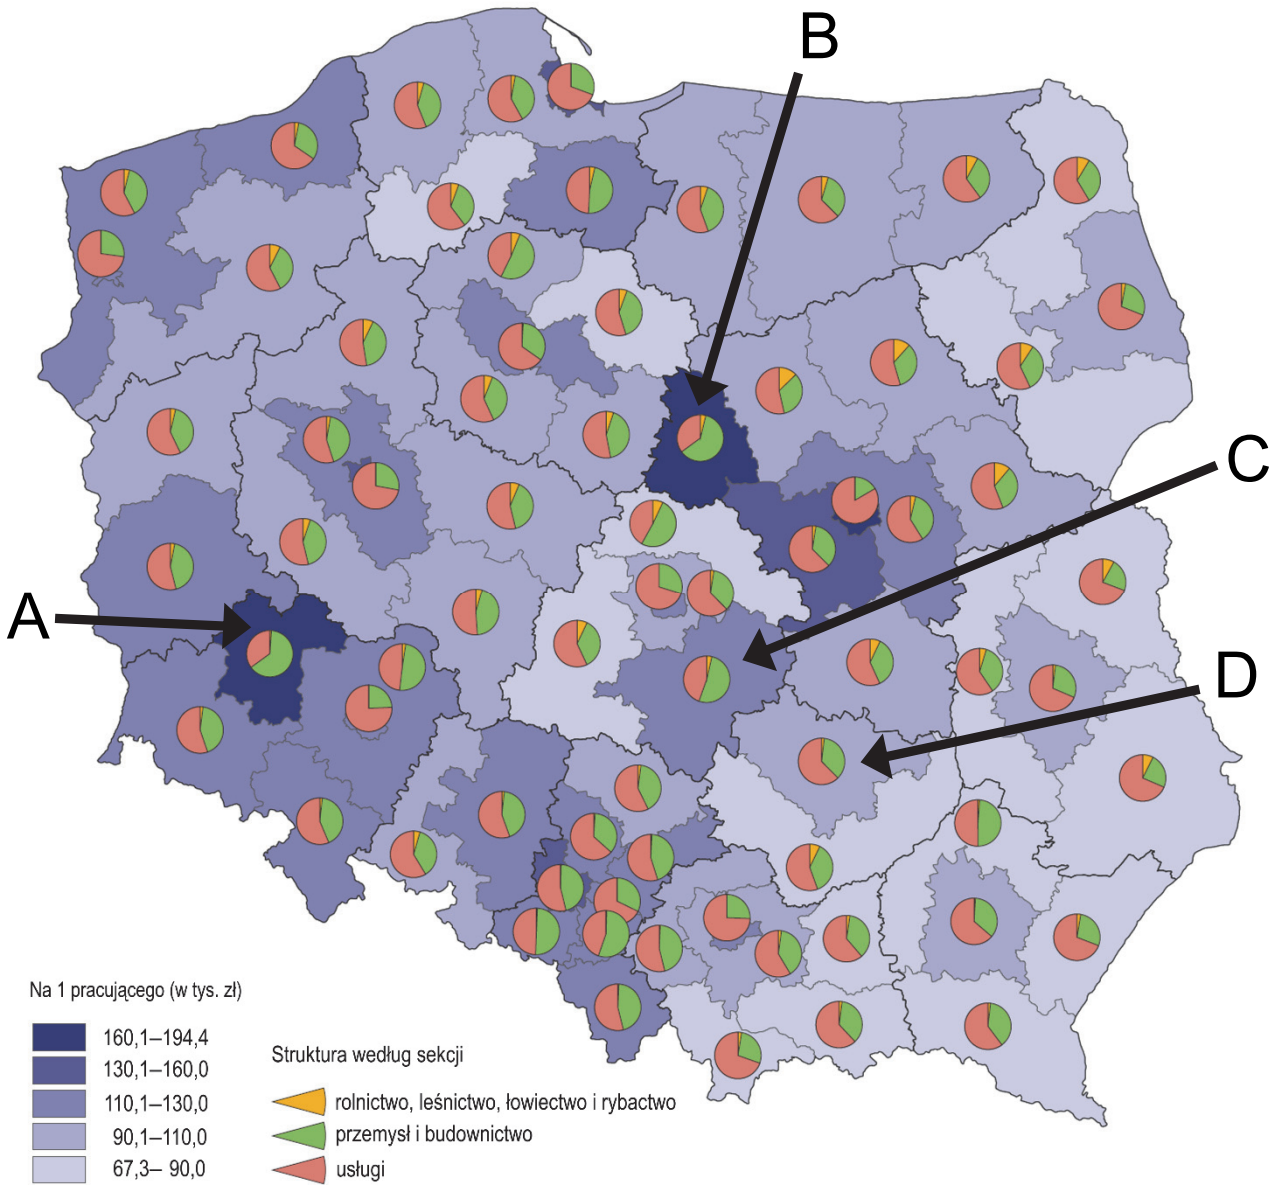 B
C
A
D
Na 1 pracującego (w tys. zł)
160,1–194,4
130,1–160,0
110,1–130,0
90,1–110,0
67,3– 90,0
Struktura według sekcji
rolnictwo, leśnictwo, łowiectwo i rybactwo
przemysł i budownictwo
usługi